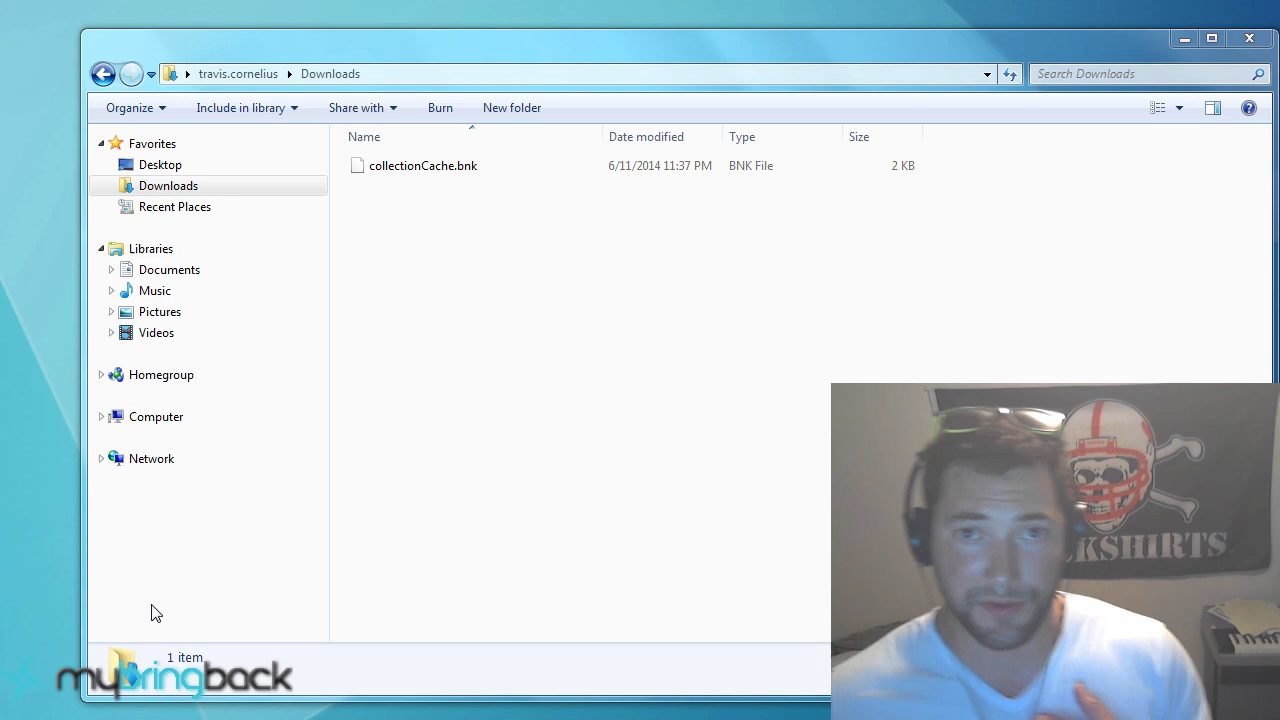 travis.cornelius Downloads
Search Downloads
Organize Include in library Share with Burn New folder
Name Date modified Type Size
collectionCache.bnk 6/11/2014 11:37 PM BNK File 2 KB
Favorites
Desktop
Downloads
Recent Places
Libraries
Documents
Music
Pictures
Videos
Homegroup
Computer
Network
1 item
mybringback
CKSHIRTS